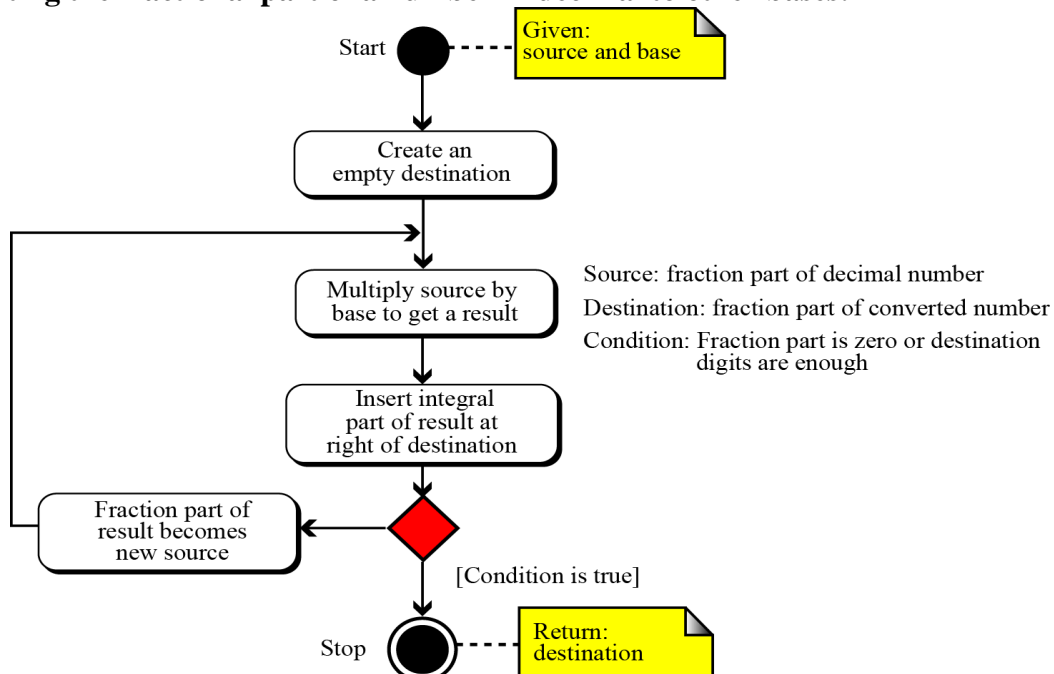 Given:
Start
source and base
Create an
empty destination
Multiply source by
base to get a result
Source: fraction part of decimal number
Destination: fraction part of converted number
Condition: Fraction part is zero or destination
digits are enough
Insert integral
part of result at
right of destination
Fraction part of
result becomes
new source
[Condition is true]
Stop
Return:
destination